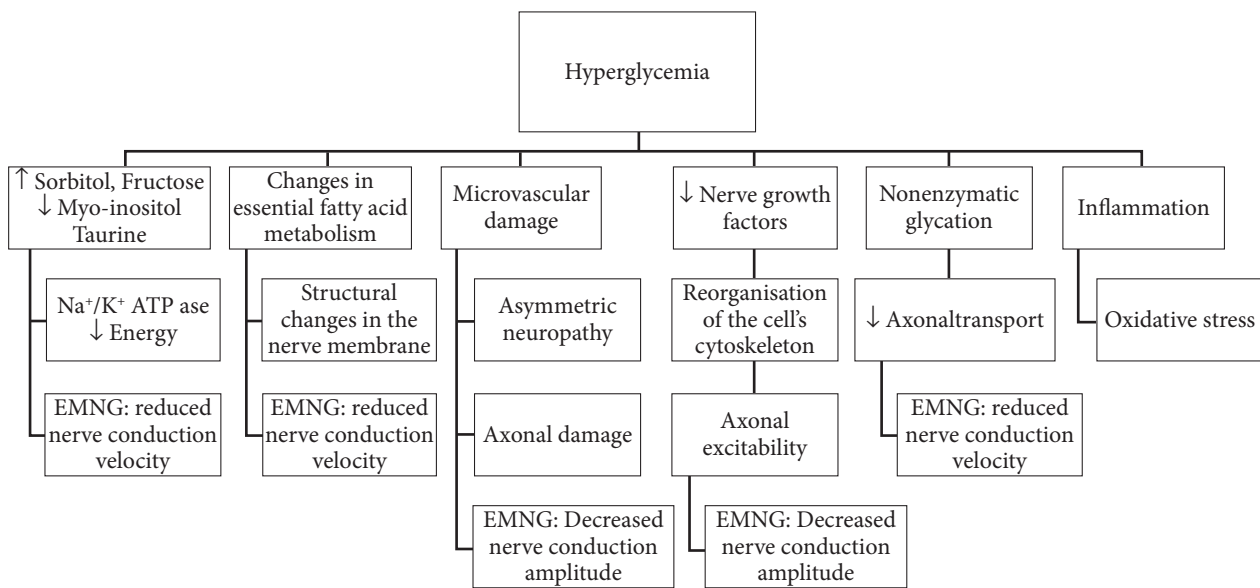 Hyperglycemia
↑ Sorbitol, Fructose
↓ Myo-inositol
Taurine
Na⁺/K⁺ ATP ase
↓ Energy
EMNG: reduced
nerve conduction
velocity
Changes in
essential fatty acid
metabolism
Structural
changes in the
nerve membrane
EMNG: reduced
nerve conduction
velocity
Microvascular
damage
Asymmetric
neuropathy
Axonal damage
EMNG: Decreased
nerve conduction
amplitude
↓ Nerve growth
factors
Reorganisation
of the cell's
cytoskeleton
Axonal
excitability
EMNG: Decreased
nerve conduction
amplitude
Nonenzymatic
glycation
↓ Axonaltransport
EMNG: reduced
nerve conduction
velocity
Inflammation
Oxidative stress